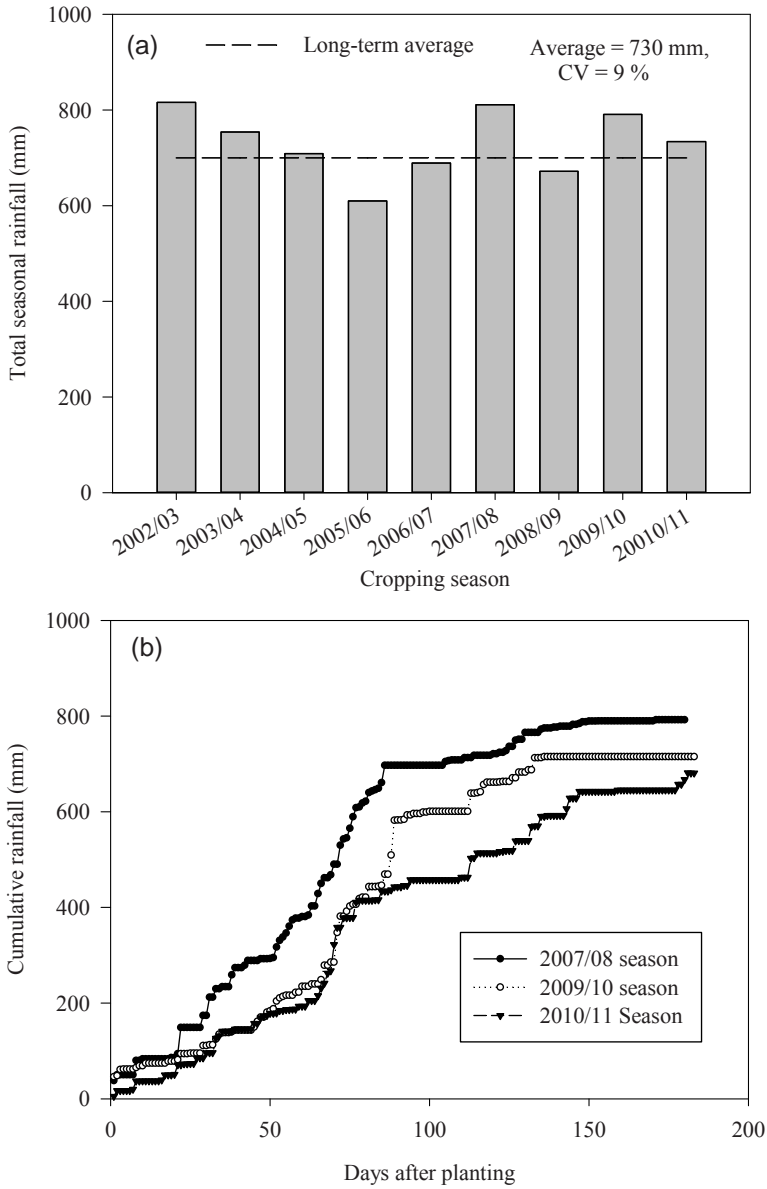 1000
(a)
Long-term average
Average = 730 mm,
CV = 9 %
800
600
400
200
0
Total seasonal rainfall (mm)
2002/03
2003/04
2004/05
2005/06
2006/07
2007/08
2008/09
2009/10
20010/11
Cropping season
1000
(b)
800
600
400
200
0
Cumulative rainfall (mm)
2007/08 season
2009/10 season
2010/11 Season
0
50
100
150
200
Days after planting